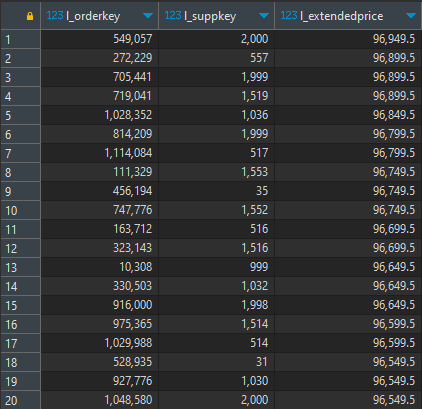 123 l_orderkey 123 l_suppkey 123 l_extendedprice
1 549,057 2,000 96,949.5
2 272,229 557 96,899.5
3 705,441 1,999 96,899.5
4 719,041 1,519 96,899.5
5 1,028,352 1,036 96,849.5
6 814,209 1,999 96,799.5
7 1,114,084 517 96,799.5
8 111,329 1,553 96,749.5
9 456,194 35 96,749.5
10 747,776 1,552 96,749.5
11 163,712 516 96,699.5
12 323,143 1,516 96,699.5
13 10,308 999 96,649.5
14 330,503 1,032 96,649.5
15 916,000 1,998 96,649.5
16 975,365 1,514 96,599.5
17 1,029,988 514 96,599.5
18 528,935 31 96,549.5
19 927,776 1,030 96,549.5
20 1,048,580 2,000 96,549.5